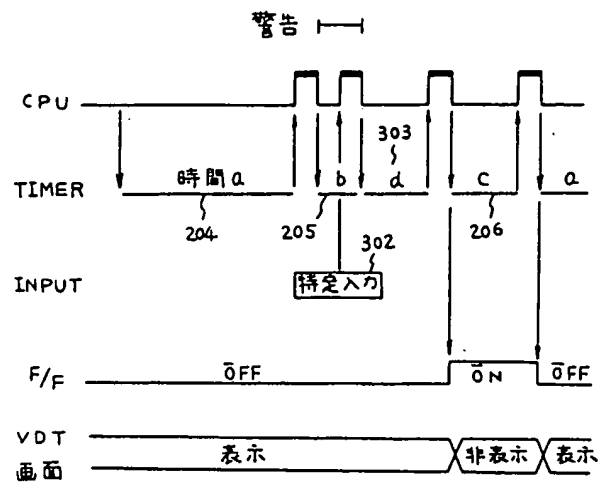 警告
CPU
303
TIMER 時間a b d c a
204 205 206
302
INPUT 特定入力
F/F OFF ON OFF
VDT
画面 表示 非表示 表示